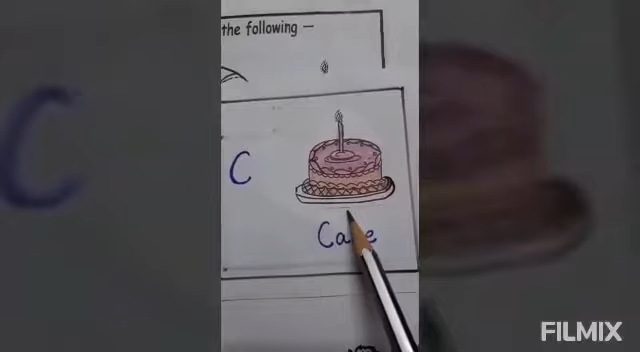 the following –
C
Cake
FILMIX